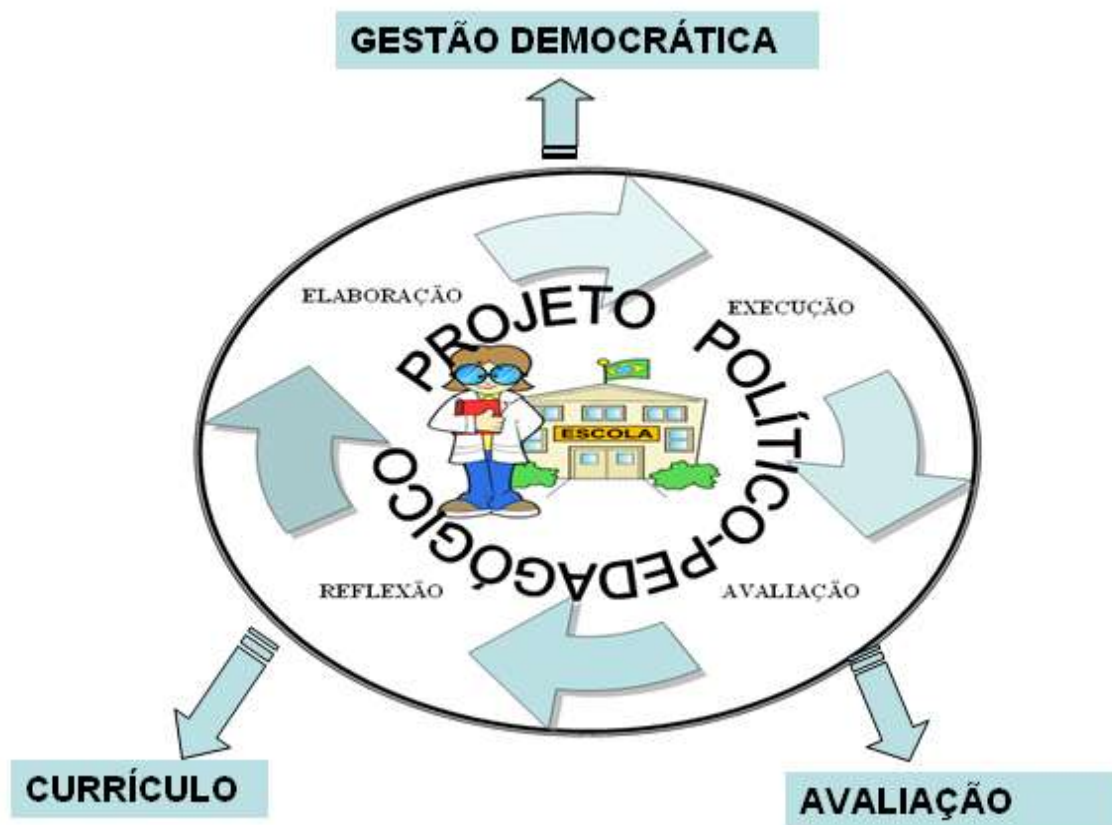 GESTÃO DEMOCRÁTICA
ELABORAÇÃO
EXECUÇÃO
PROJETO POLÍTICO-PEDAGÓGICO
ESCOLA
REFLEXÃO
AVALIAÇÃO
CURRÍCULO
AVALIAÇÃO